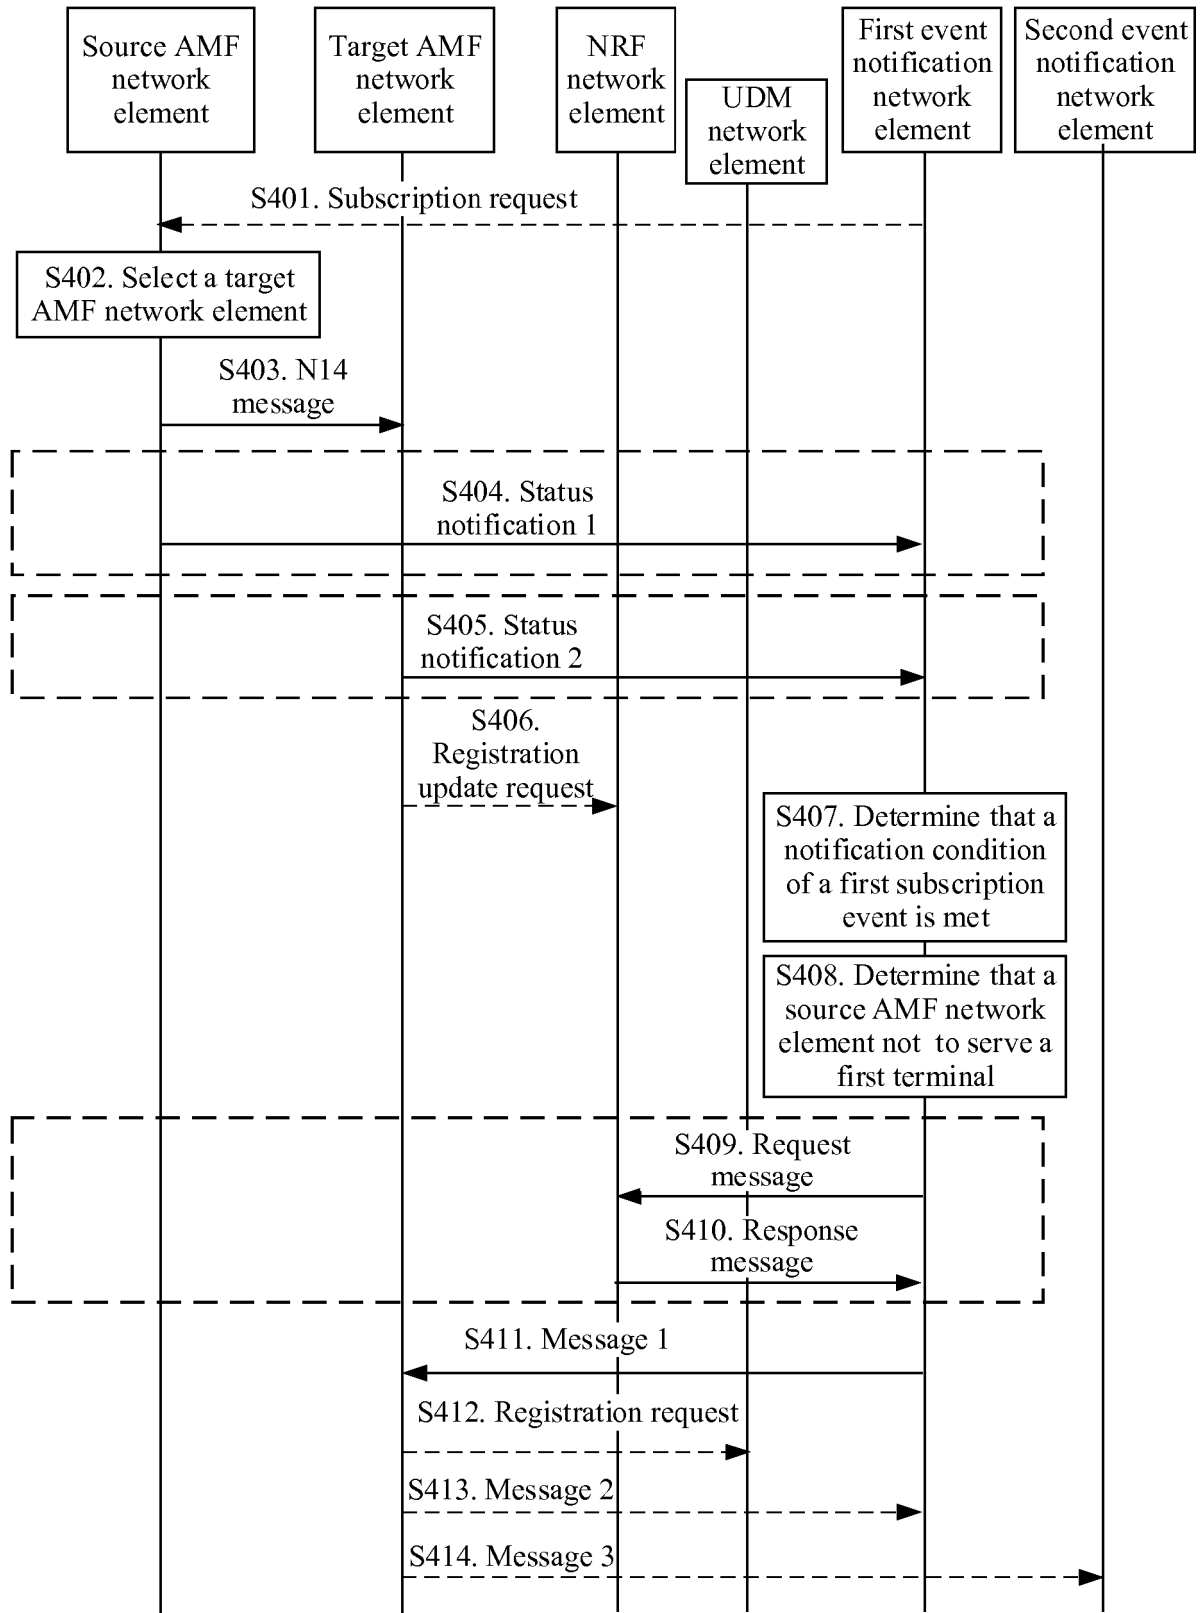 Source AMF
network
element
Target AMF
network
element
NRF
network
element
UDM
network
element
First event
notification
network
element
Second event
notification
network
element
S401. Subscription request
S402. Select a target
AMF network element
S403. N14
message
S404. Status
notification 1
S405. Status
notification 2
S406.
Registration
update request
S407. Determine that a
notification condition
of a first subscription
event is met
S408. Determine that a
source AMF network
element not to serve a
first terminal
S409. Request
message
S410. Response
message
S411. Message 1
S412. Registration request
S413. Message 2
S414. Message 3